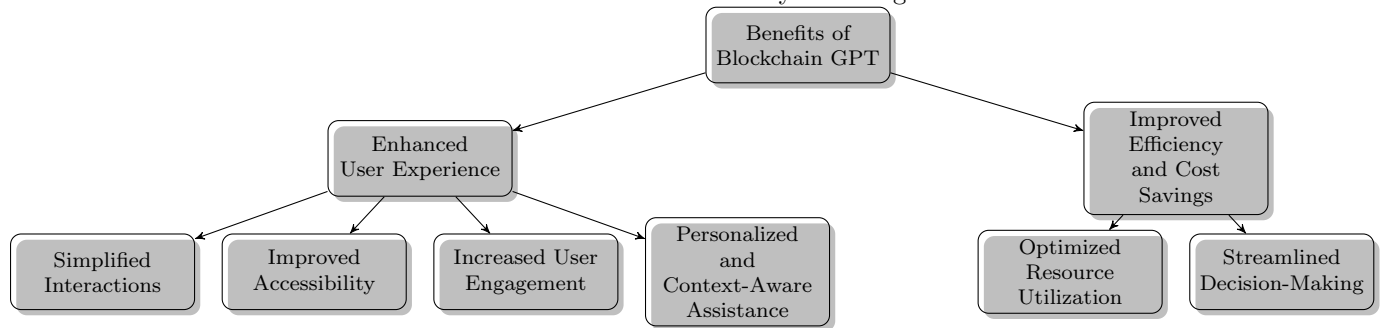 Benefits of
Blockchain GPT
Enhanced
User Experience
Improved
Efficiency
and Cost
Savings
Simplified
Interactions
Improved
Accessibility
Increased User
Engagement
Personalized
and
Context-Aware
Assistance
Optimized
Resource
Utilization
Streamlined
Decision-Making